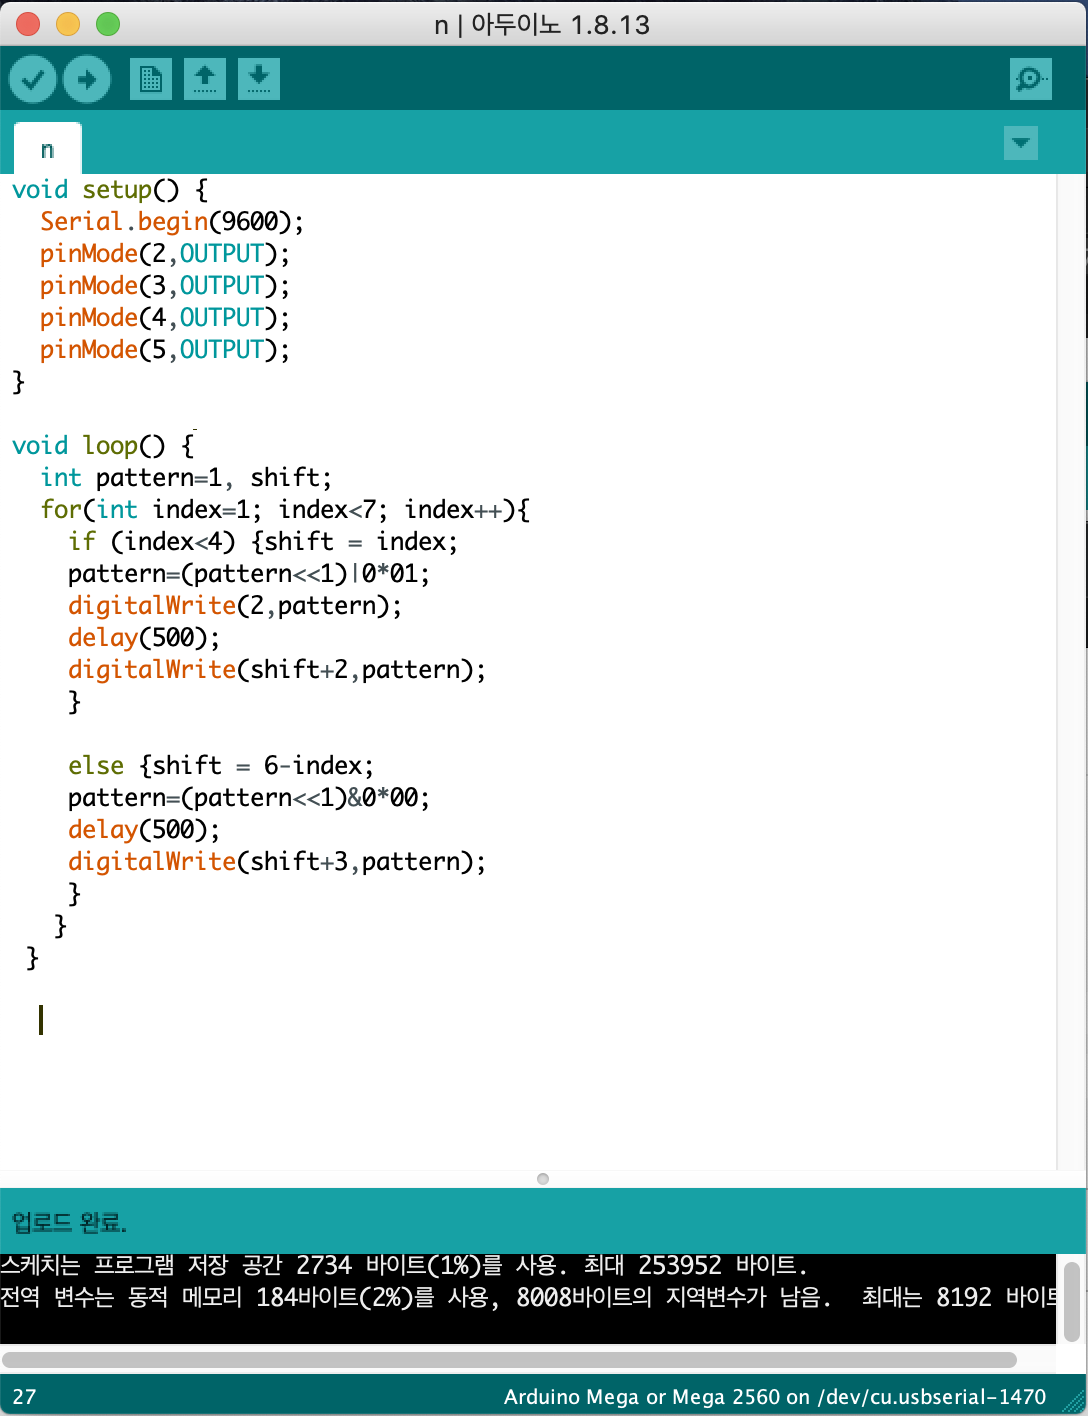 n | 아두이노 1.8.13
n
void setup() {
  Serial.begin(9600);
  pinMode(2,OUTPUT);
  pinMode(3,OUTPUT);
  pinMode(4,OUTPUT);
  pinMode(5,OUTPUT);
}
void loop() {
  int pattern=1, shift;
  for(int index=1; index<7; index++){
    if (index<4) {shift = index;
    pattern=(pattern<<1)|0*01;
    digitalWrite(2,pattern);
    delay(500);
    digitalWrite(shift+2,pattern);
    }
    else {shift = 6-index;
    pattern=(pattern<<1)&0*00;
    delay(500);
    digitalWrite(shift+3,pattern);
    }
   }
 }
업로드 완료.
스케치는 프로그램 저장 공간 2734 바이트(1%)를 사용. 최대 253952 바이트.
전역 변수는 동적 메모리 184바이트(2%)를 사용, 8008바이트의 지역변수가 남음.  최대는 8192 바이트
27
Arduino Mega or Mega 2560 on /dev/cu.usbserial-1470